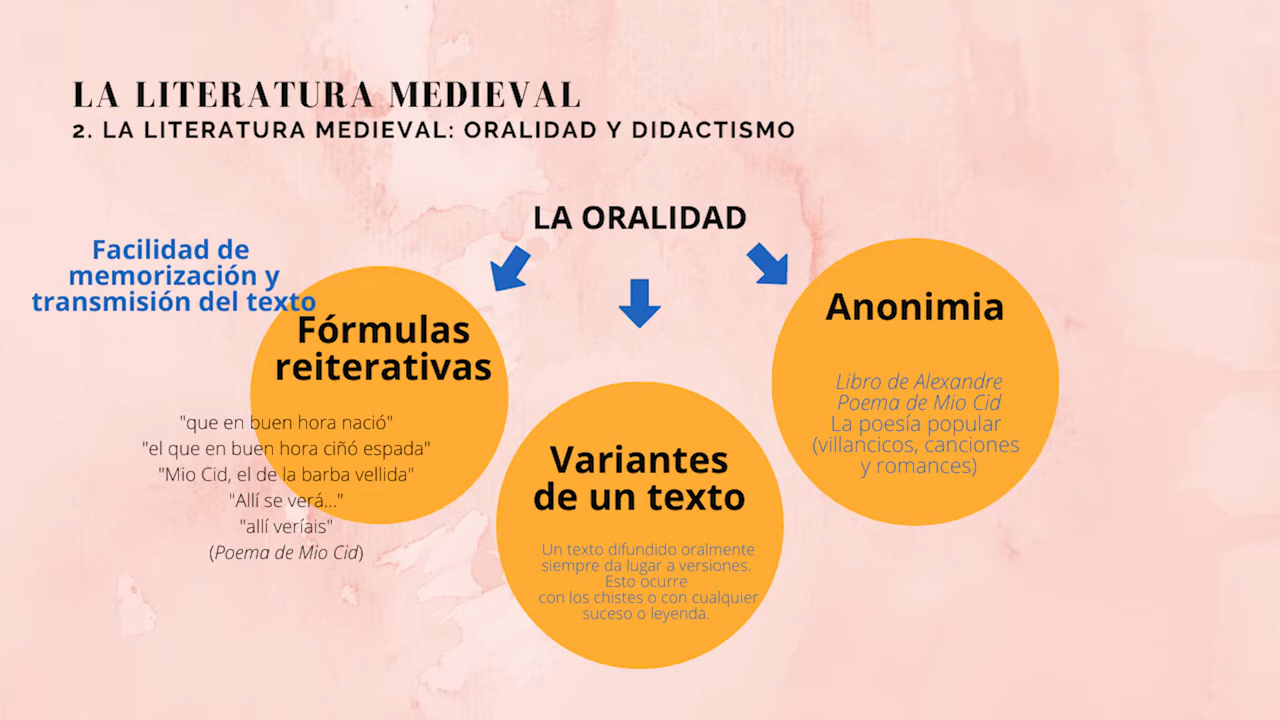 LA LITERATURA MEDIEVAL
2. LA LITERATURA MEDIEVAL: ORALIDAD Y DIDACTISMO
LA ORALIDAD
Facilidad de
memorización y
transmisión del texto
Fórmulas
reiterativas
"que en buen hora nació"
"el que en buen hora ciñó espada"
"Mio Cid, el de la barba vellida"
"Allí se verá..."
"allí veríais"
(Poema de Mio Cid)
Variantes
de un texto
Un texto difundido oralmente
siempre da lugar a versiones.
Esto ocurre
con los chistes o con cualquier
suceso o leyenda.
Anonimia
Libro de Alexandre
Poema de Mio Cid
La poesía popular
(villancicos, canciones
y romances)